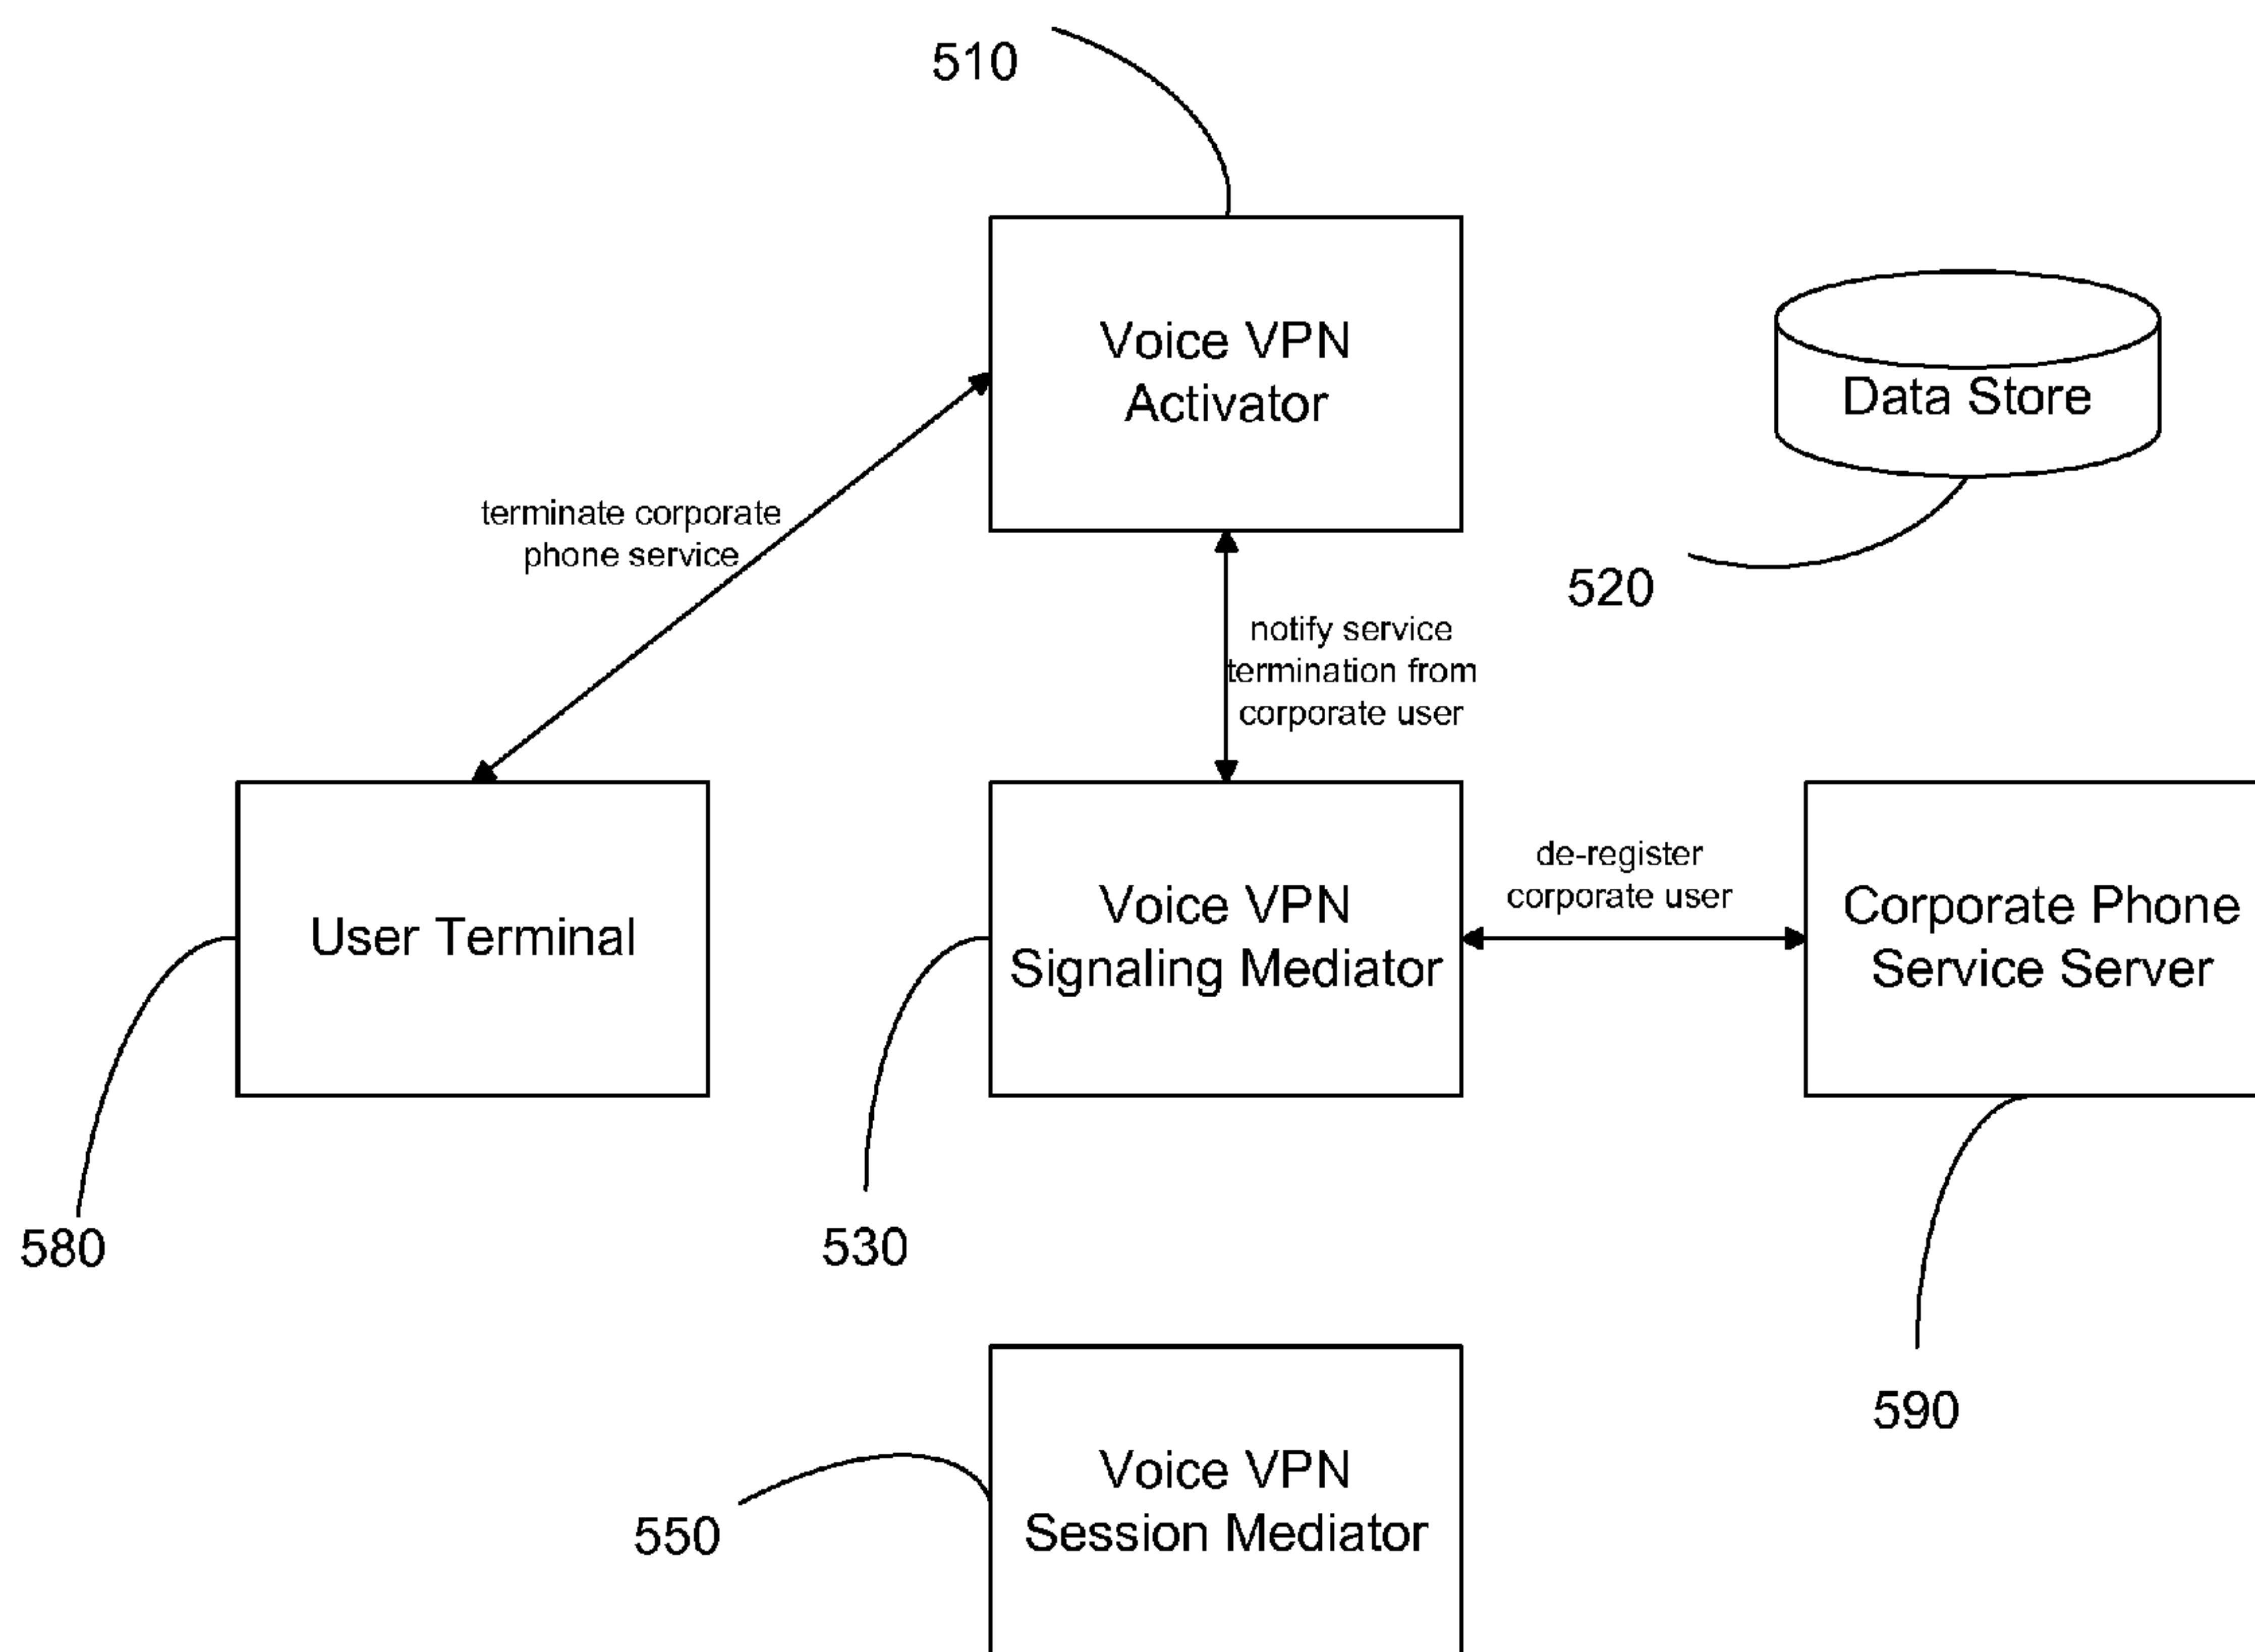 510
Voice VPN
Activator
Data Store
terminate corporate
phone service
520
notify service
termination from
corporate user
de-register
corporate user
User Terminal
Voice VPN
Signaling Mediator
Corporate Phone
Service Server
580
530
590
Voice VPN
Session Mediator
550